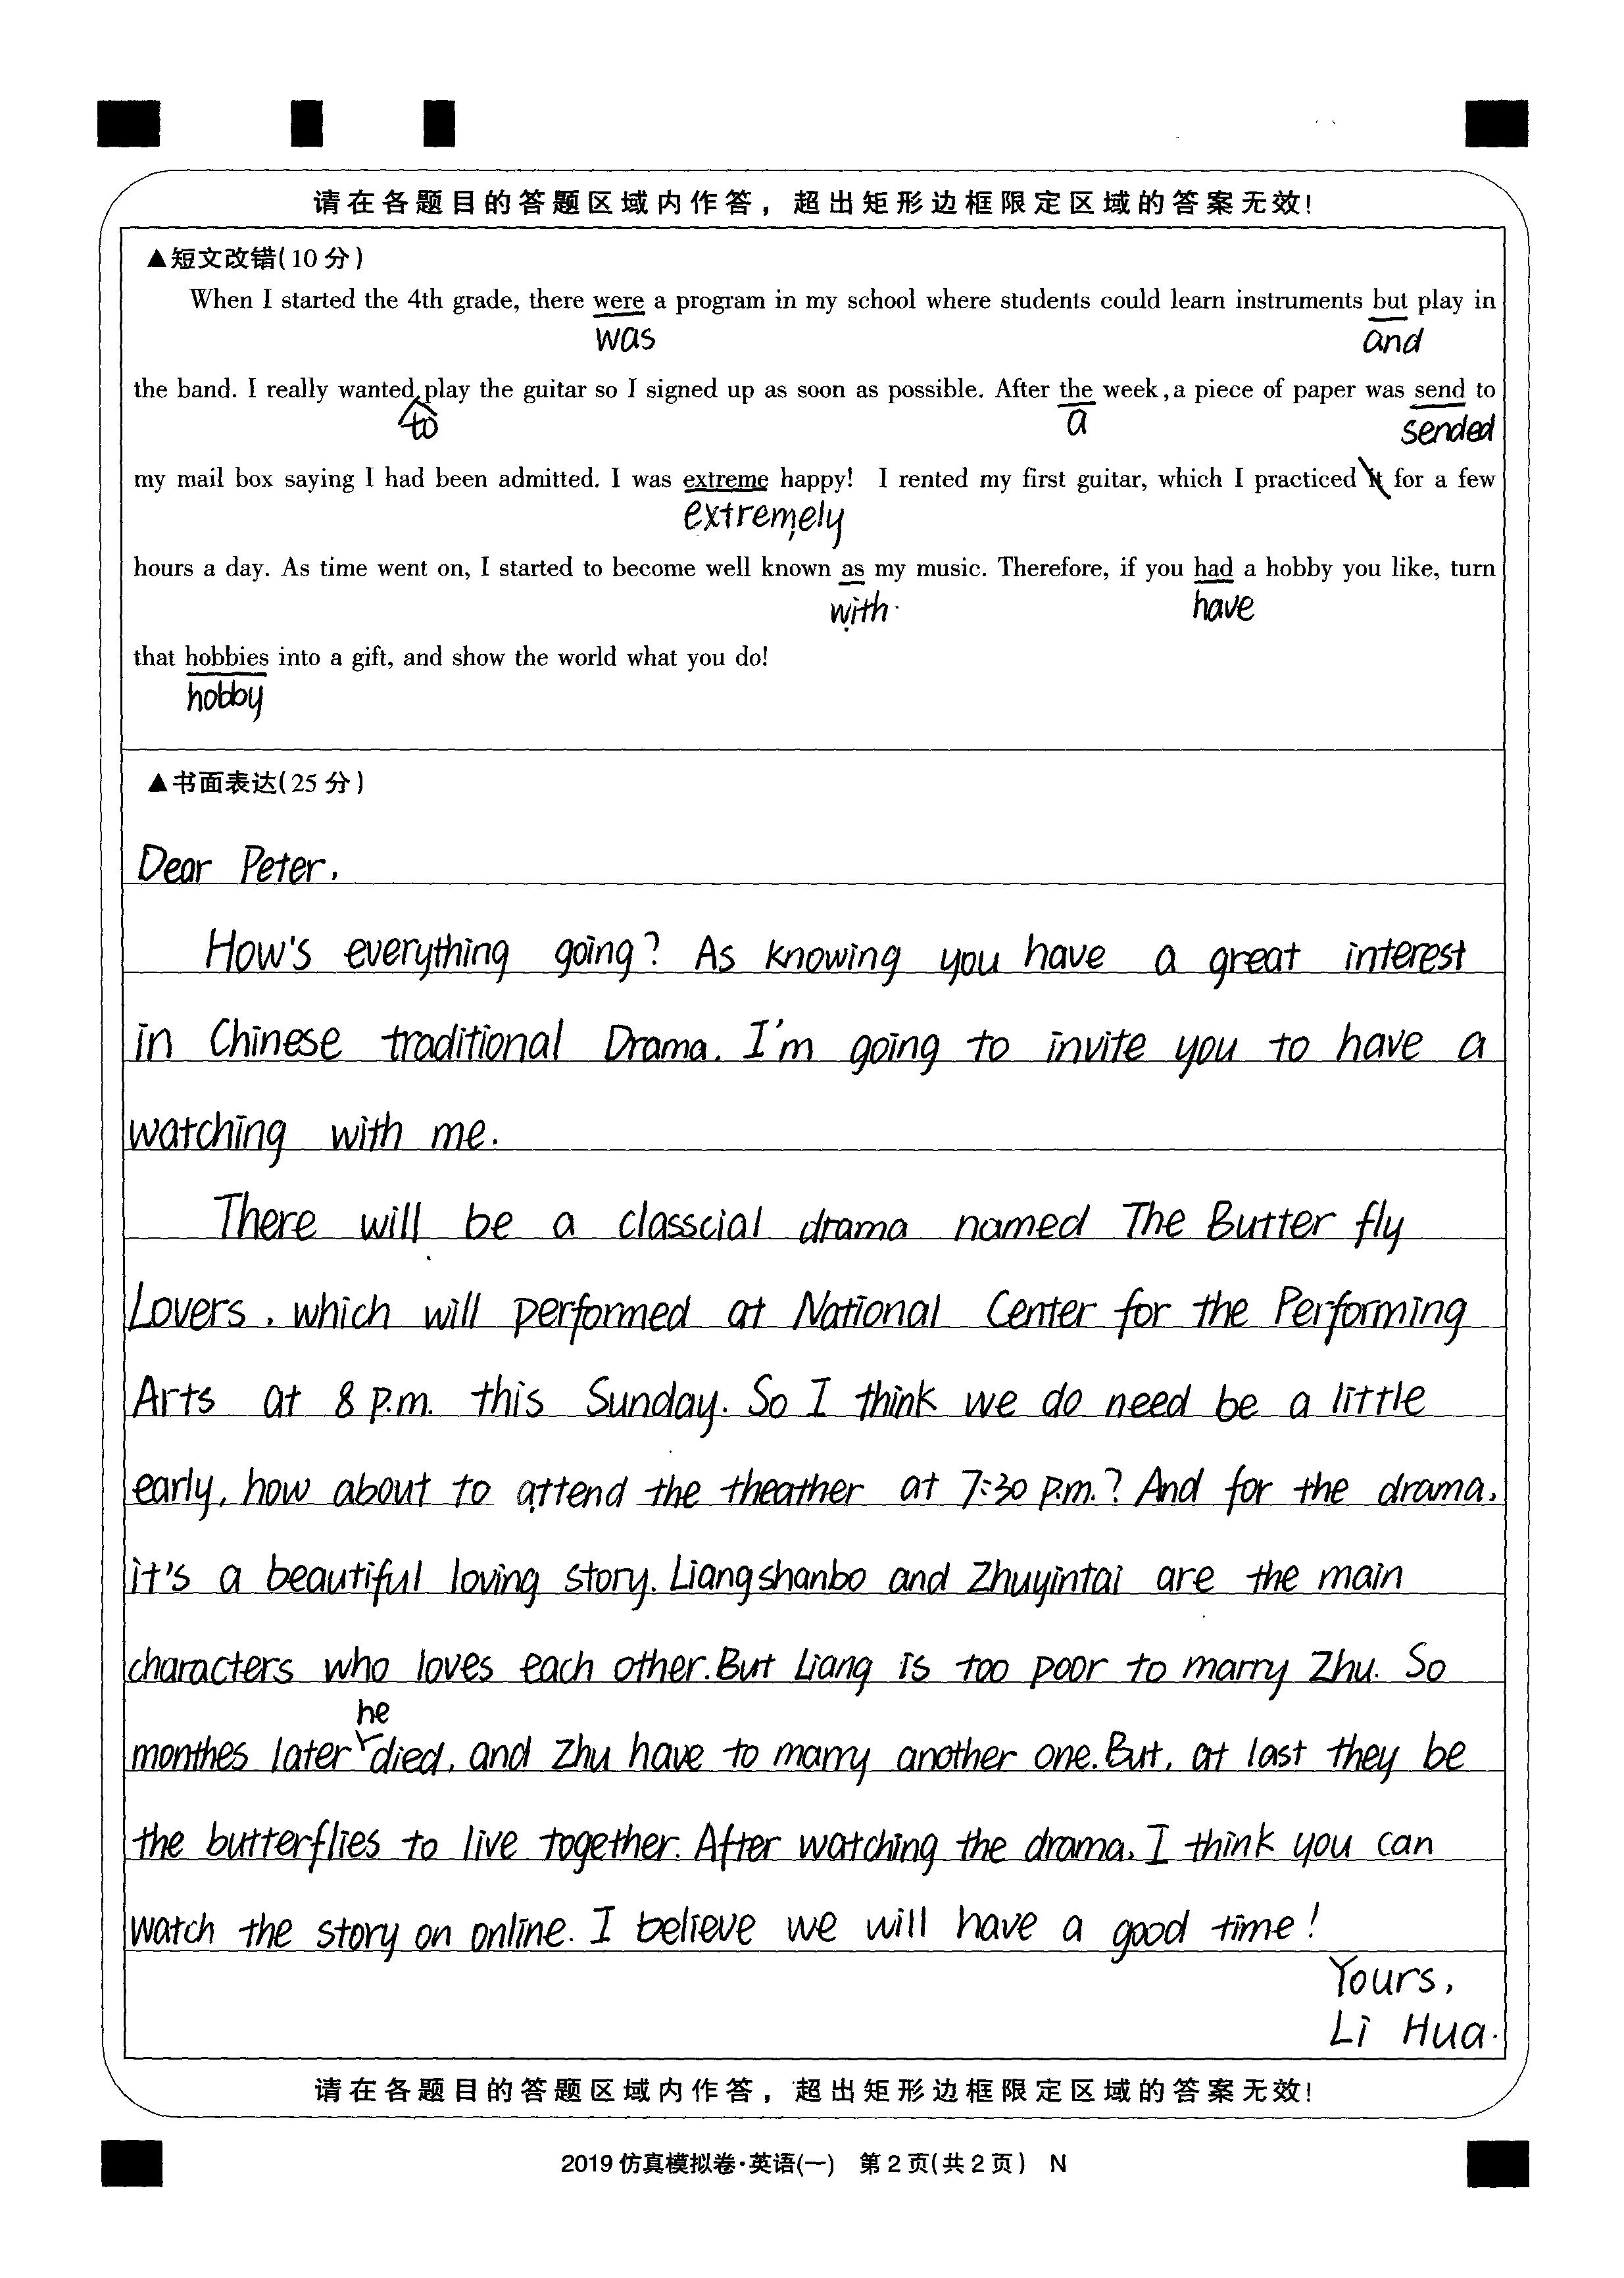 请在各题目的答题区域内作答，超出矩形边框限定区域的答案无效!
▲短文改错(10分)
When I started the 4th grade, there were a program in my school where students could learn instruments but play in
was and
the band. I really wanted play the guitar so I signed up as soon as possible. After the week, a piece of paper was send to
to a sended
my mail box saying I had been admitted. I was extreme happy! I rented my first guitar, which I practiced it for a few
extremely
hours a day. As time went on, I started to become well known as my music. Therefore, if you had a hobby you like, turn
with have
that hobbies into a gift, and show the world what you do!
hobby
▲书面表达(25分)
Dear Peter,
How's everything going? As knowing you have a great interest
in Chinese traditional Drama. I'm going to invite you to have a
watching with me.
There will be a classcial drama named The Butter fly
Lovers, which will performed at National Center for the Performing
Arts at 8 p.m. this Sunday. So I think we do need be a little
early, how about to attend the theather at 7:30 p.m.? And for the drama,
it's a beautiful loving story. Liangshanbo and Zhuyintai are the main
characters who loves each other. But Liang is too poor to marry Zhu. So
he
monthes later died, and Zhu have to marry another one. But, at last they be
the butterflies to live together. After watching the drama, I think you can
watch the story on online. I believe we will have a good time!
Yours,
Li Hua.
请在各题目的答题区域内作答，超出矩形边框限定区域的答案无效!
2019仿真模拟卷·英语(一) 第2页(共2页) N